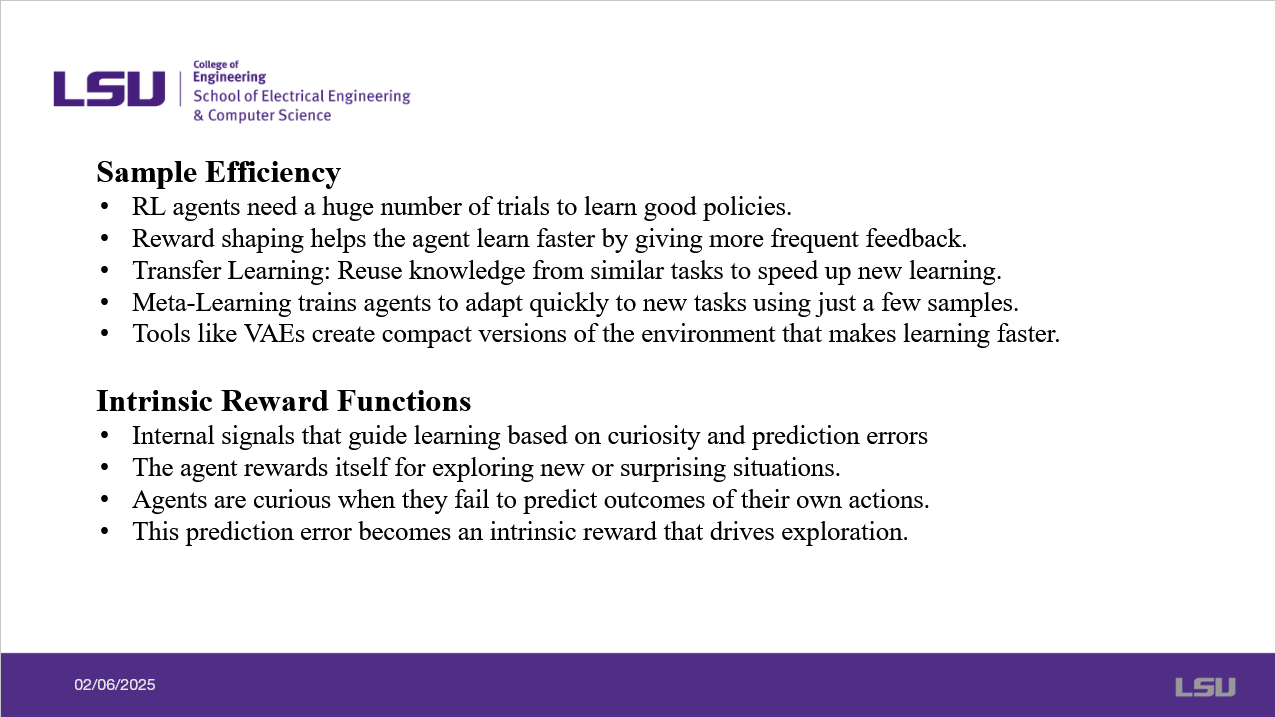 LSU
College of
Engineering
School of Electrical Engineering
& Computer Science
Sample Efficiency
• RL agents need a huge number of trials to learn good policies.
• Reward shaping helps the agent learn faster by giving more frequent feedback.
• Transfer Learning: Reuse knowledge from similar tasks to speed up new learning.
• Meta-Learning trains agents to adapt quickly to new tasks using just a few samples.
• Tools like VAEs create compact versions of the environment that makes learning faster.
Intrinsic Reward Functions
• Internal signals that guide learning based on curiosity and prediction errors
• The agent rewards itself for exploring new or surprising situations.
• Agents are curious when they fail to predict outcomes of their own actions.
• This prediction error becomes an intrinsic reward that drives exploration.
02/06/2025
LSU